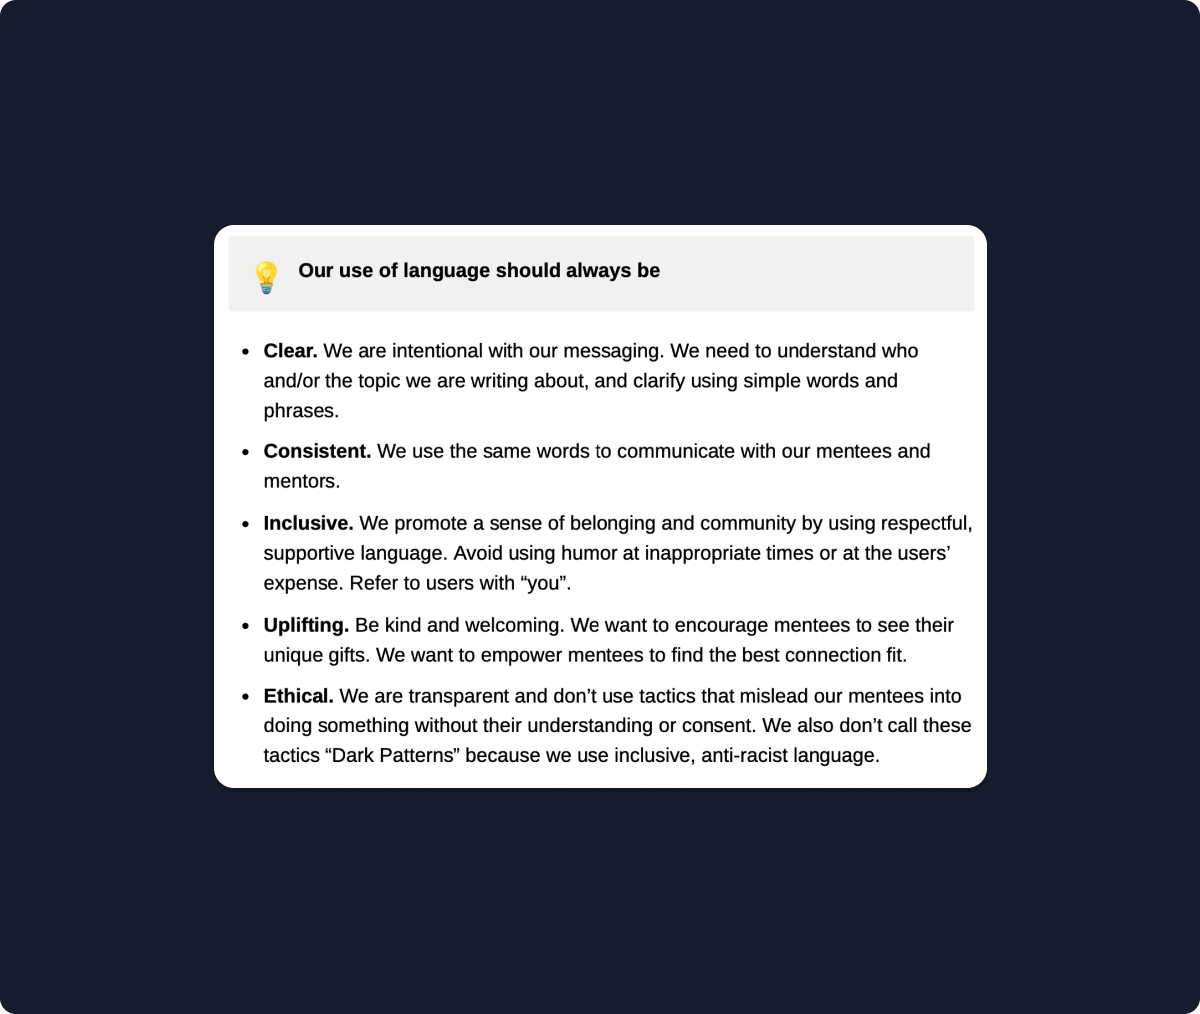 Our use of language should always be
• Clear. We are intentional with our messaging. We need to understand who
and/or the topic we are writing about, and clarify using simple words and
phrases.
• Consistent. We use the same words to communicate with our mentees and
mentors.
• Inclusive. We promote a sense of belonging and community by using respectful,
supportive language. Avoid using humor at inappropriate times or at the users’
expense. Refer to users with “you”.
• Uplifting. Be kind and welcoming. We want to encourage mentees to see their
unique gifts. We want to empower mentees to find the best connection fit.
• Ethical. We are transparent and don’t use tactics that mislead our mentees into
doing something without their understanding or consent. We also don’t call these
tactics “Dark Patterns” because we use inclusive, anti-racist language.